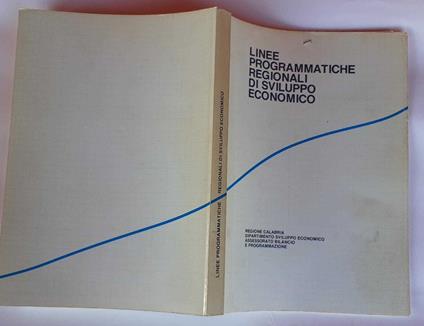 LINEE
PROGRAMMATICHE
REGIONALI
DI SVILUPPO
ECONOMICO
REGIONE CALABRIA
DIPARTIMENTO SVILUPPO ECONOMICO
ASSESSORATO BILANCIO
E PROGRAMMAZIONE
LINEE PROGRAMMATICHE REGIONALI DI SVILUPPO ECONOMICO